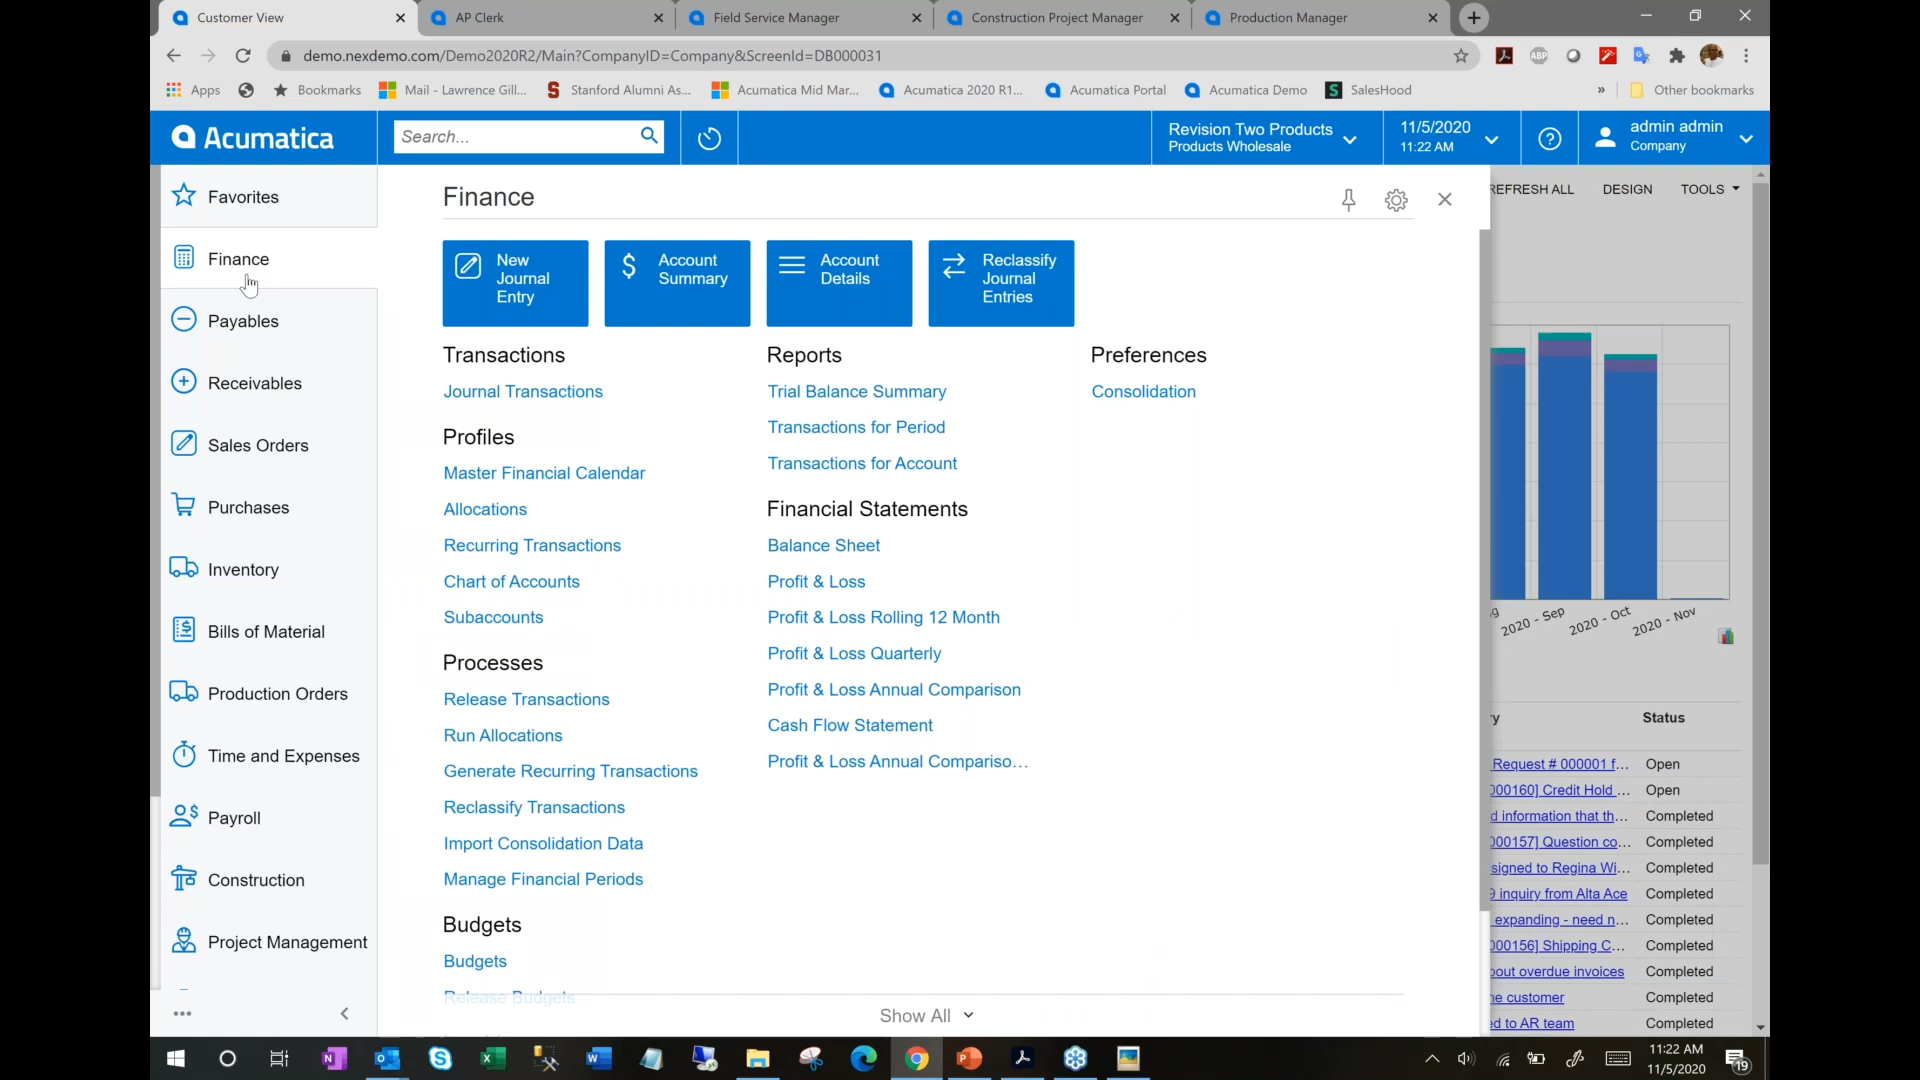 Customer View
AP Clerk
Field Service Manager
Construction Project Manager
Production Manager
demo.nexdemo.com/Demo2020R2/Main?CompanyID=Company&ScreenId=DB000031
Apps
Bookmarks
Mail - Lawrence Gill...
Stanford Alumni As...
Acumatica Mid Mar...
Acumatica 2020 R1...
Acumatica Portal
Acumatica Demo
SalesHood
»
Other bookmarks
Acumatica
Search...
Revision Two Products
Products Wholesale
11/5/2020
11:22 AM
admin admin
Company
Favorites
Finance
Payables
Receivables
Sales Orders
Purchases
Inventory
Bills of Material
Production Orders
Time and Expenses
Payroll
Construction
Project Management
Finance
New
Journal
Entry
Account
Summary
Account
Details
Reclassify
Journal
Entries
Transactions
Journal Transactions
Profiles
Master Financial Calendar
Allocations
Recurring Transactions
Chart of Accounts
Subaccounts
Processes
Release Transactions
Run Allocations
Generate Recurring Transactions
Reclassify Transactions
Import Consolidation Data
Manage Financial Periods
Budgets
Budgets
Release Budgets
Reports
Trial Balance Summary
Transactions for Period
Transactions for Account
Financial Statements
Balance Sheet
Profit & Loss
Profit & Loss Rolling 12 Month
Profit & Loss Quarterly
Profit & Loss Annual Comparison
Cash Flow Statement
Profit & Loss Annual Compariso...
Preferences
Consolidation
Show All
REFRESH ALL
DESIGN
TOOLS
2020 - Sep
2020 - Oct
2020 - Nov
Status
Request # 000001 f... Open
000160] Credit Hold ... Open
d information that th... Completed
000157] Question co... Completed
signed to Regina Wi... Completed
inquiry from Alta Ace Completed
expanding - need n... Completed
000156] Shipping C... Completed
bout overdue invoices Completed
ne customer Completed
ed to AR team Completed
ABP
11:22 AM
11/5/2020
19